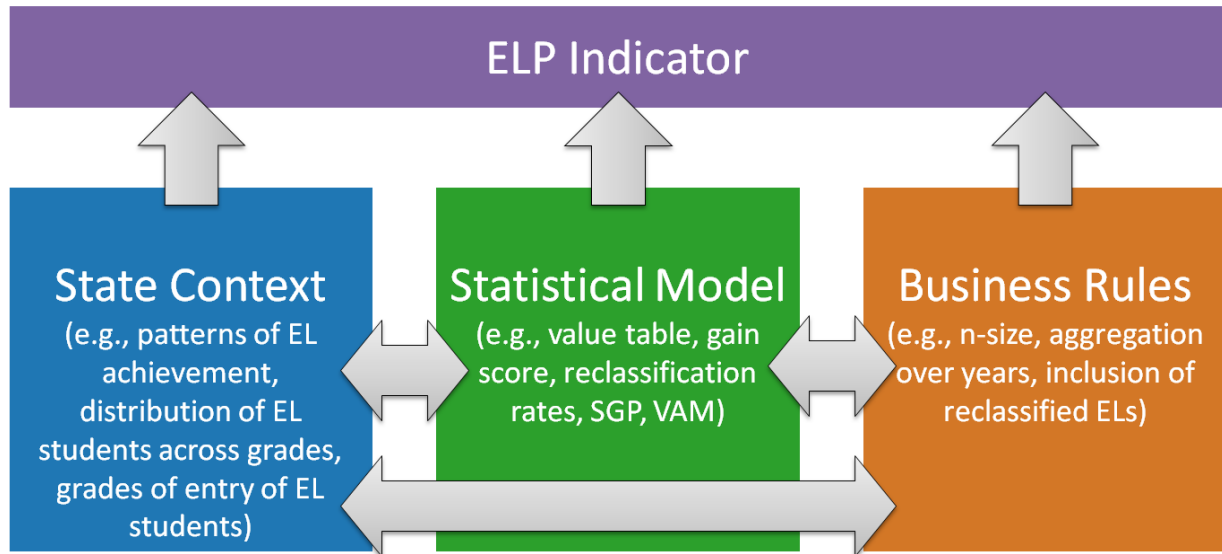 ELP Indicator
State Context
(e.g., patterns of EL
achievement,
distribution of EL
students across grades,
grades of entry of EL
students)
Statistical Model
(e.g., value table, gain
score, reclassification
rates, SGP, VAM)
Business Rules
(e.g., n-size, aggregation
over years, inclusion of
reclassified ELs)